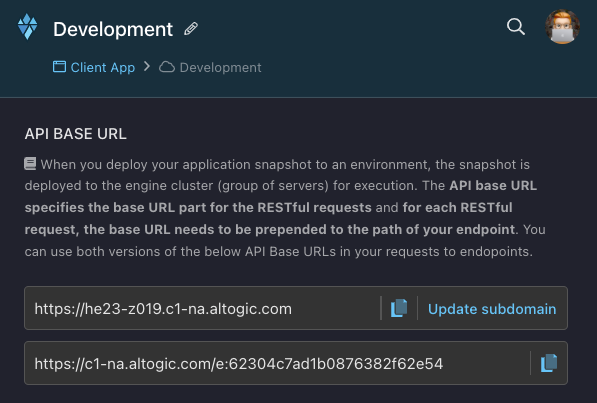 Development
Client App > Development
API BASE URL
When you deploy your application snapshot to an environment, the snapshot is
deployed to the engine cluster (group of servers) for execution. The API base URL
specifies the base URL part for the RESTful requests and for each RESTful
request, the base URL needs to be prepended to the path of your endpoint. You
can use both versions of the below API Base URLs in your requests to endopoints.
https://he23-z019.c1-na.altogic.com Update subdomain
https://c1-na.altogic.com/e:62304c7ad1b0876382f62e54